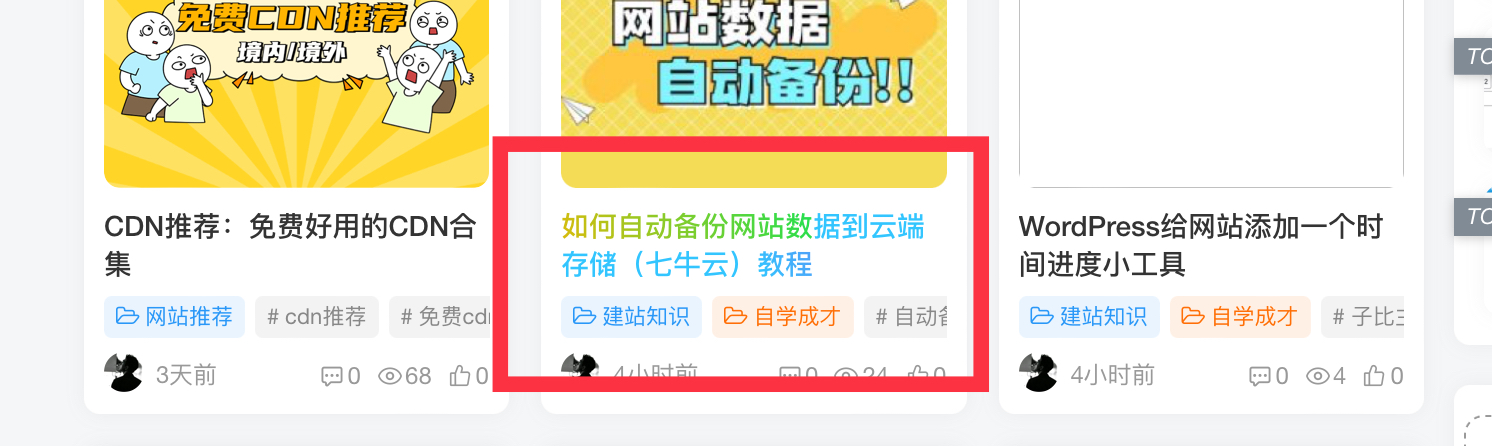 免费CDN推荐
境内/境外
CDN推荐：免费好用的CDN合
集
网站推荐
# cdn推荐
# 免费cd
3天前
0
68
0
网站数据
自动备份!!
如何自动备份网站数据到云端
存储（七牛云）教程
建站知识
自学成才
# 自动备
4小时前
0
24
0
WordPress给网站添加一个时
间进度小工具
建站知识
自学成才
# 子比主
4小时前
0
4
0
TO
TO